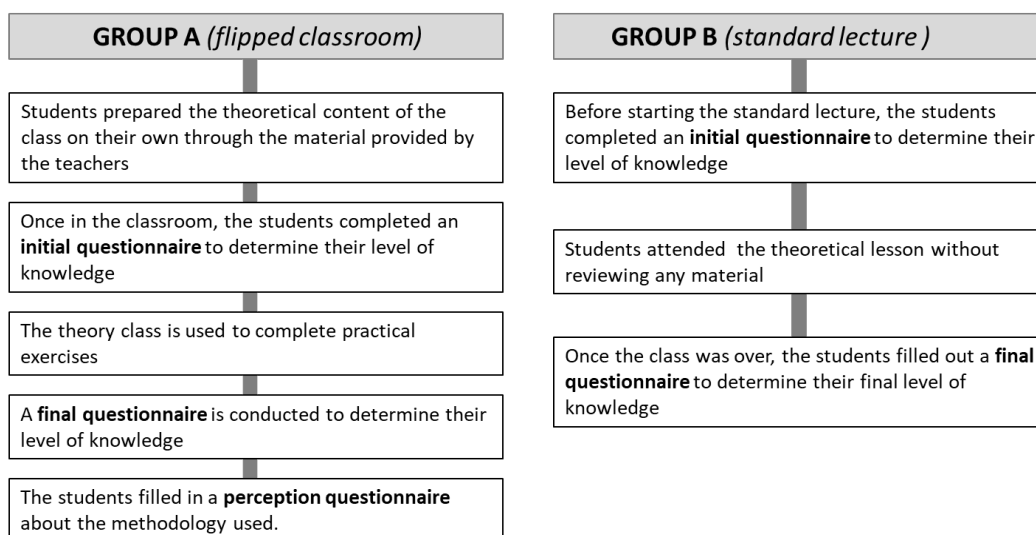 GROUP A (flipped classroom)
Students prepared the theoretical content of the
class on their own through the material provided by
the teachers
Once in the classroom, the students completed an
initial questionnaire to determine their level of
knowledge
The theory class is used to complete practical
exercises
A final questionnaire is conducted to determine their
level of knowledge
The students filled in a perception questionnaire
about the methodology used.
GROUP B (standard lecture )
Before starting the standard lecture, the students
completed an initial questionnaire to determine their
level of knowledge
Students attended the theoretical lesson without
reviewing any material
Once the class was over, the students filled out a final
questionnaire to determine their final level of
knowledge